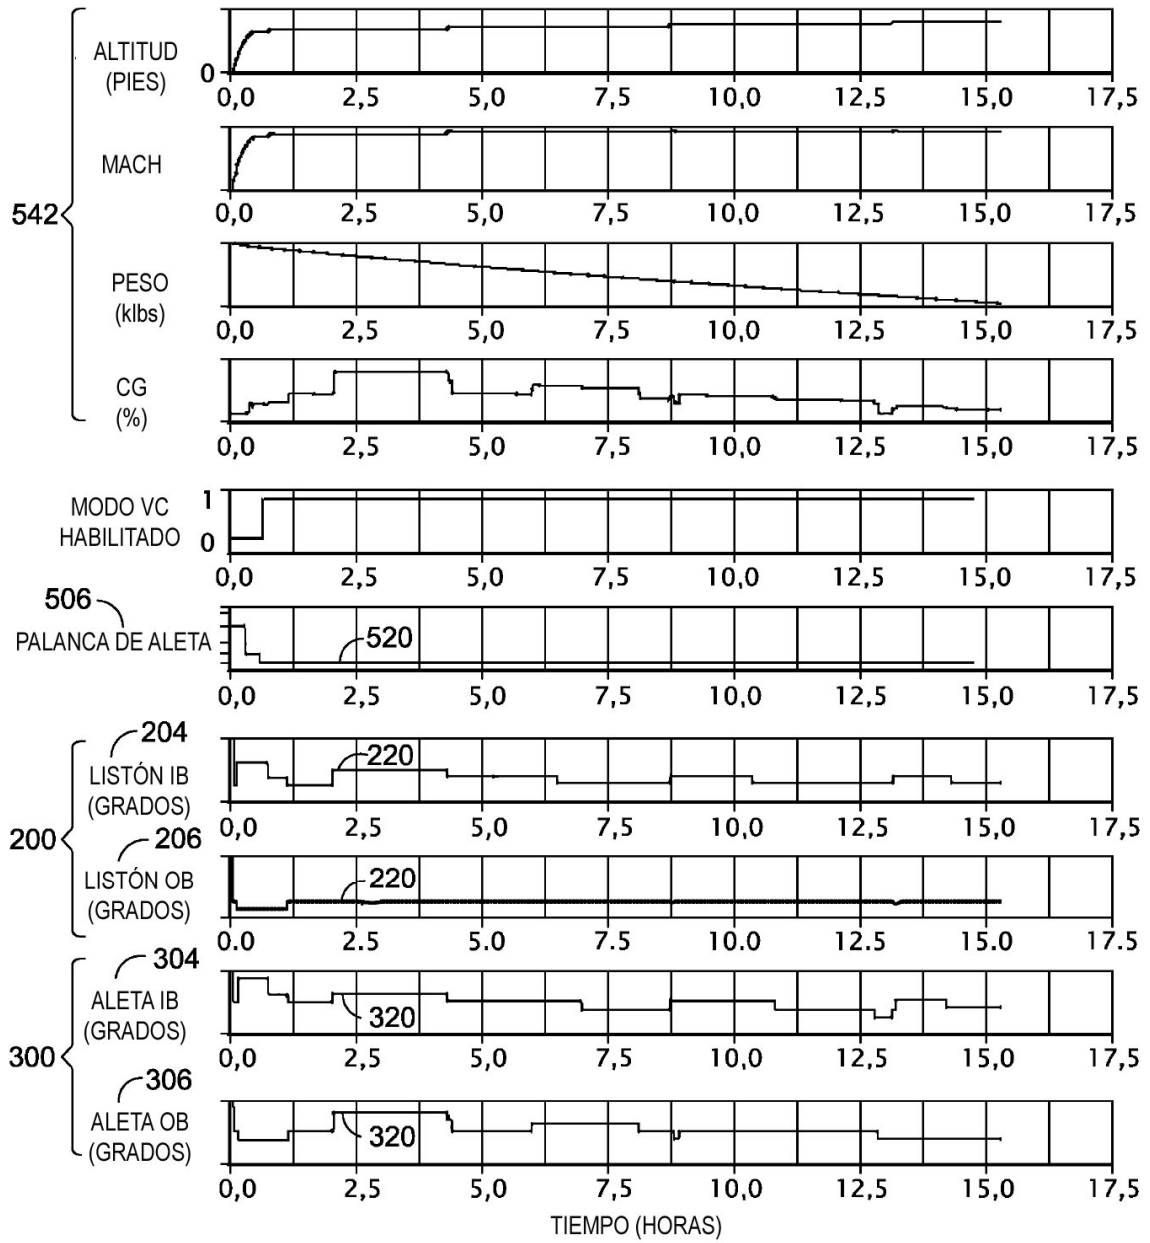 ALTITUD
(PIES)
0
0,0 2,5 5,0 7,5 10,0 12,5 15,0 17,5
MACH
0,0 2,5 5,0 7,5 10,0 12,5 15,0 17,5
542
PESO
(klbs)
0,0 2,5 5,0 7,5 10,0 12,5 15,0 17,5
CG
(%)
0,0 2,5 5,0 7,5 10,0 12,5 15,0 17,5
MODO VC
HABILITADO
1
0
0,0 2,5 5,0 7,5 10,0 12,5 15,0 17,5
506
PALANCA DE ALETA
520
0,0 2,5 5,0 7,5 10,0 12,5 15,0 17,5
204
LISTÓN IB
(GRADOS)
220
0,0 2,5 5,0 7,5 10,0 12,5 15,0 17,5
200
206
LISTÓN OB
(GRADOS)
220
0.0 2.5 5.0 7.5 10.0 12.5 15.0 17.5
304
ALETA IB
(GRADOS)
320
0,0 2,5 5,0 7,5 10,0 12,5 15,0 17,5
300
306
ALETA OB
(GRADOS)
320
0,0 2,5 5,0 7,5 10,0 12,5 15,0 17,5
TIEMPO (HORAS)